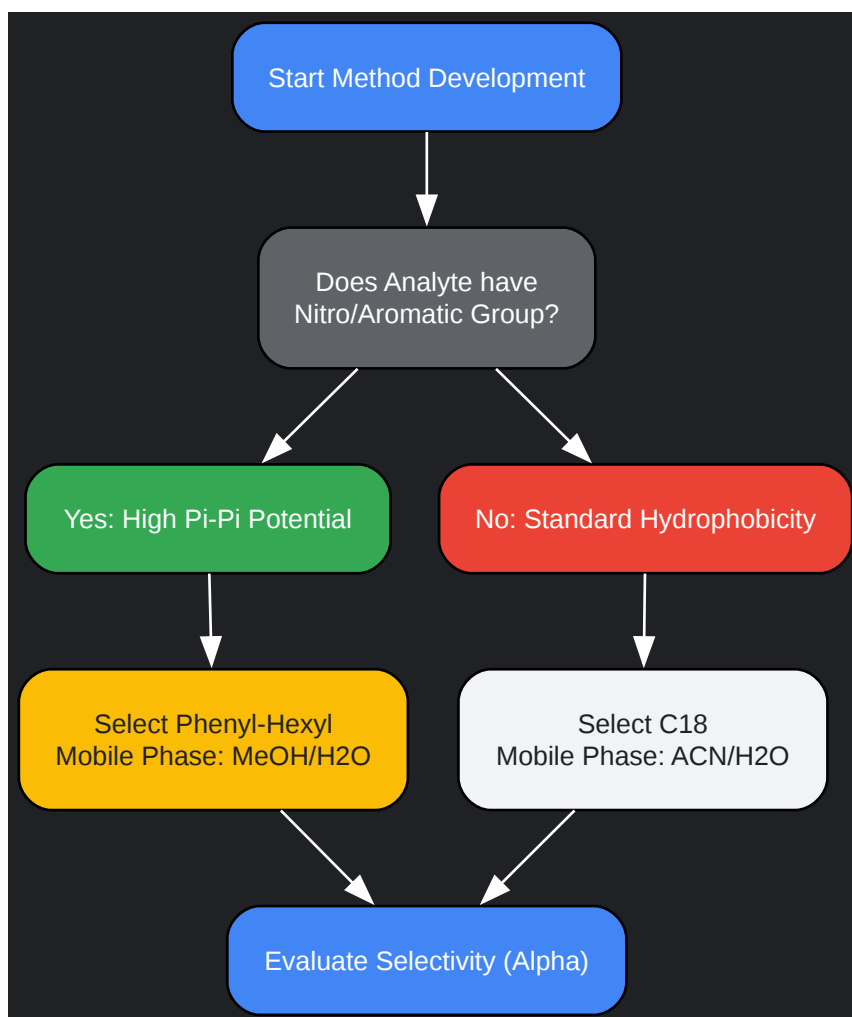 Start Method Development
Does Analyte have
Nitro/Aromatic Group?
Yes: High Pi-Pi Potential
No: Standard Hydrophobicity
Select Phenyl-Hexyl
Mobile Phase: MeOH/H2O
Select C18
Mobile Phase: ACN/H2O
Evaluate Selectivity (Alpha)